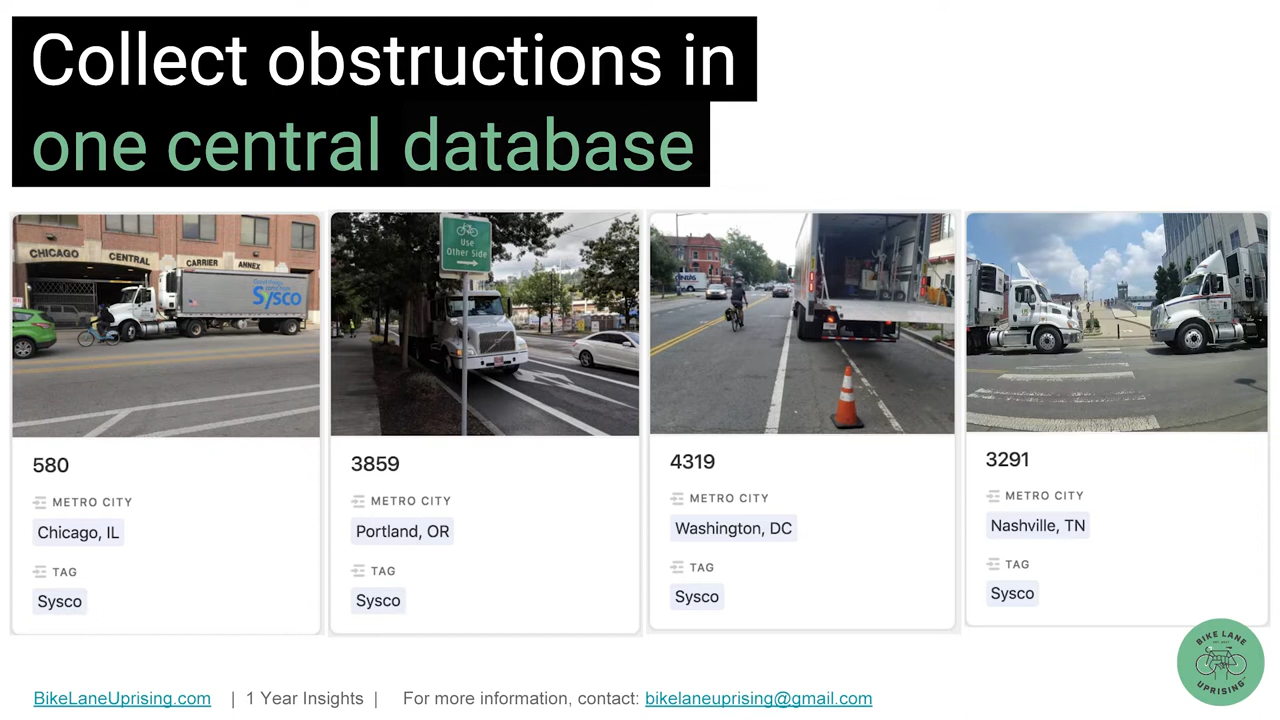 Collect obstructions in
one central database
CHICAGO CENTRAL CARRIER ANNEX
Sysco
Use
Other Side
580
METRO CITY
Chicago, IL
TAG
Sysco
3859
METRO CITY
Portland, OR
TAG
Sysco
4319
METRO CITY
Washington, DC
TAG
Sysco
3291
METRO CITY
Nashville, TN
TAG
Sysco
BIKE LANE
UPRISING
BikeLaneUprising.com | 1 Year Insights | For more information, contact: bikelaneuprising@gmail.com